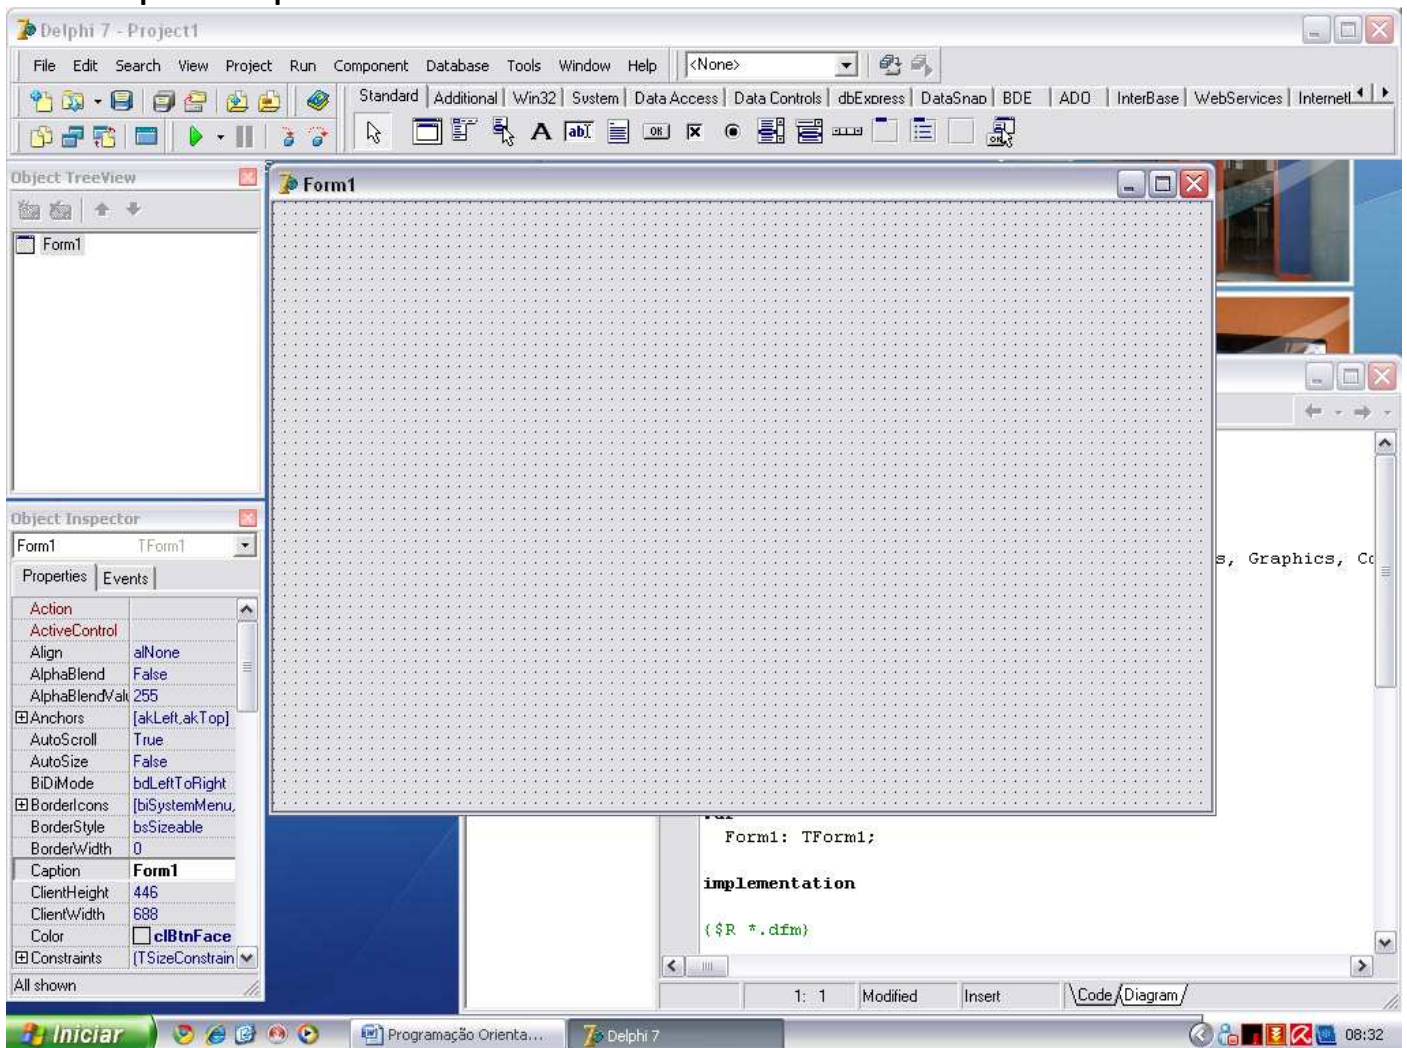 Delphi 7 - Project1
File Edit Search View Project Run Component Database Tools Window Help <None>
Standard Additional Win32 System Data Access Data Controls dbExpress DataSnap BDE ADO InterBase WebServices
Object TreeView
Form1
Form1
Object Inspector
Form1 TForm1
Properties Events
Action
ActiveControl
Align alNone
AlphaBlend False
255
Anchors [akLeft,akTop]
AutoScroll True
AutoSize False
BiDiMode bdLeftToRight
BorderIcons [biSystemMenu,
BorderStyle bsSizeable
BorderWidth 0
Caption Form1
ClientHeight 446
ClientWidth 688
Color clBtnFace
Constraints (TSizeConstrain
All shown
s, Graphics, Co
Form1: TForm1;
implementation
{$R *.dfm}
1: 1 Modified Insert Code Diagram
Iniciar Programação Orienta... Delphi 7 08:32